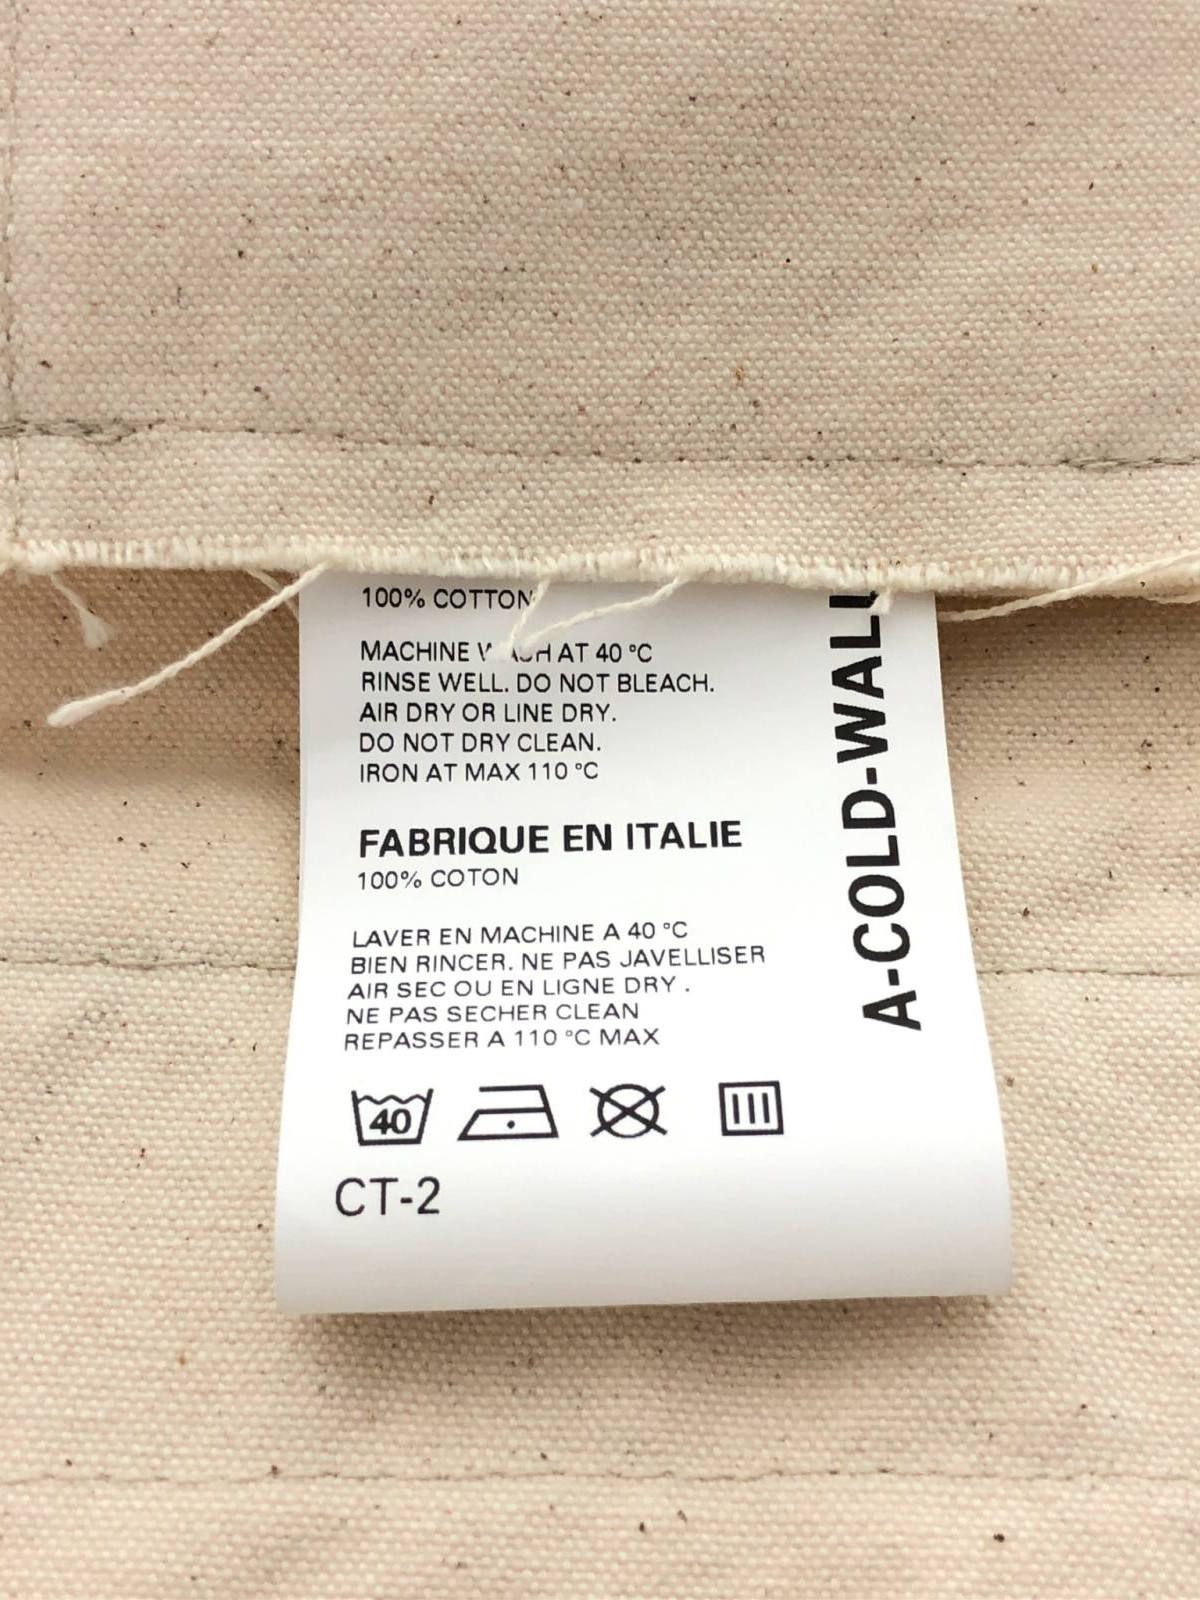 100% COTTON
MACHINE WASH AT 40 °C
RINSE WELL. DO NOT BLEACH.
AIR DRY OR LINE DRY.
DO NOT DRY CLEAN.
IRON AT MAX 110 °C
FABRIQUE EN ITALIE
100% COTON
LAVER EN MACHINE A 40 °C
BIEN RINCER. NE PAS JAVELLISER
AIR SEC OU EN LIGNE DRY .
NE PAS SECHER CLEAN
REPASSER A 110 °C MAX
40
CT-2
A-COLD-WALL